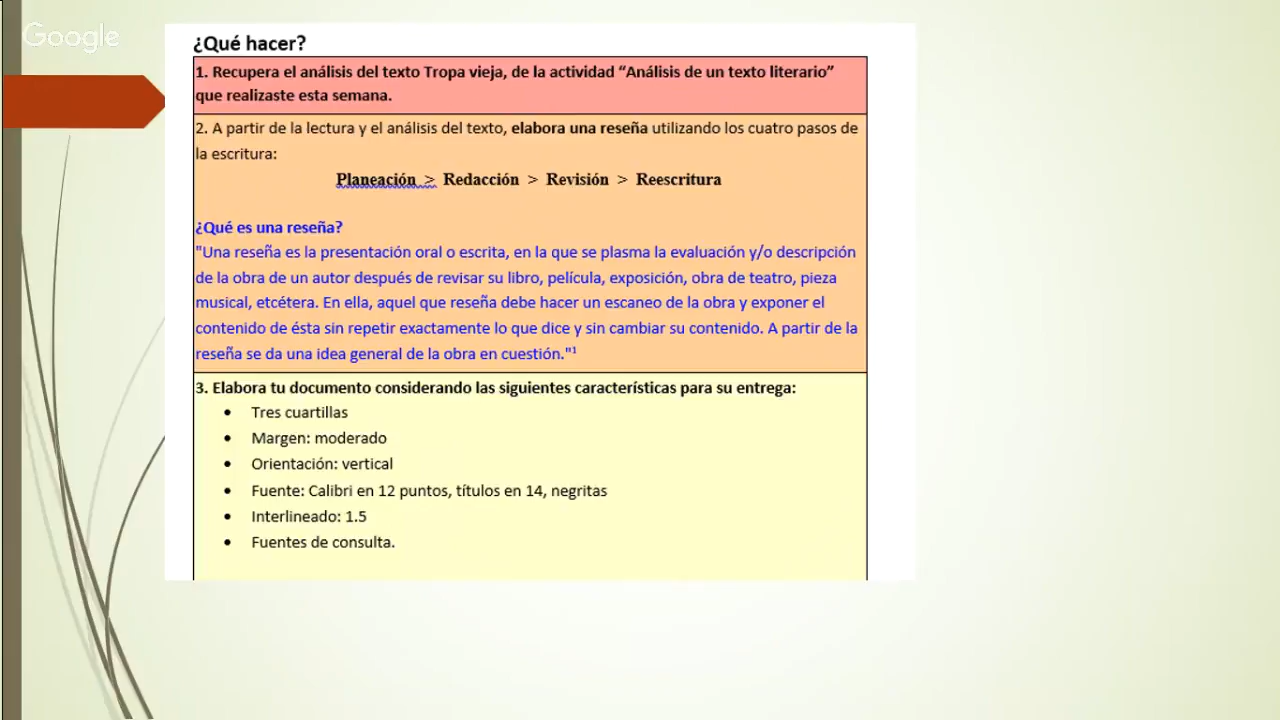 Google
¿Qué hacer?
1. Recupera el análisis del texto Tropa vieja, de la actividad “Análisis de un texto literario”
que realizaste esta semana.
2. A partir de la lectura y el análisis del texto, elabora una reseña utilizando los cuatro pasos de
la escritura:
Planeación > Redacción > Revisión > Reescritura
¿Qué es una reseña?
"Una reseña es la presentación oral o escrita, en la que se plasma la evaluación y/o descripción
de la obra de un autor después de revisar su libro, película, exposición, obra de teatro, pieza
musical, etcétera. En ella, aquel que reseña debe hacer un escaneo de la obra y exponer el
contenido de ésta sin repetir exactamente lo que dice y sin cambiar su contenido. A partir de la
reseña se da una idea general de la obra en cuestión."¹
3. Elabora tu documento considerando las siguientes características para su entrega:
• Tres cuartillas
• Margen: moderado
• Orientación: vertical
• Fuente: Calibri en 12 puntos, títulos en 14, negritas
• Interlineado: 1.5
• Fuentes de consulta.